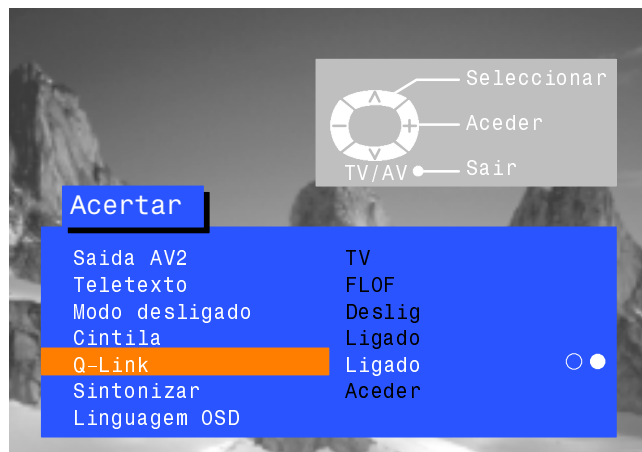 Seleccionar
Aceder
TV/AV Sair
Acertar
Saida AV2 TV
Teletexto FLOF
Modo desligado Deslig
Cintila Ligado
Q-Link Ligado
Sintonizar Aceder
Linguagem OSD